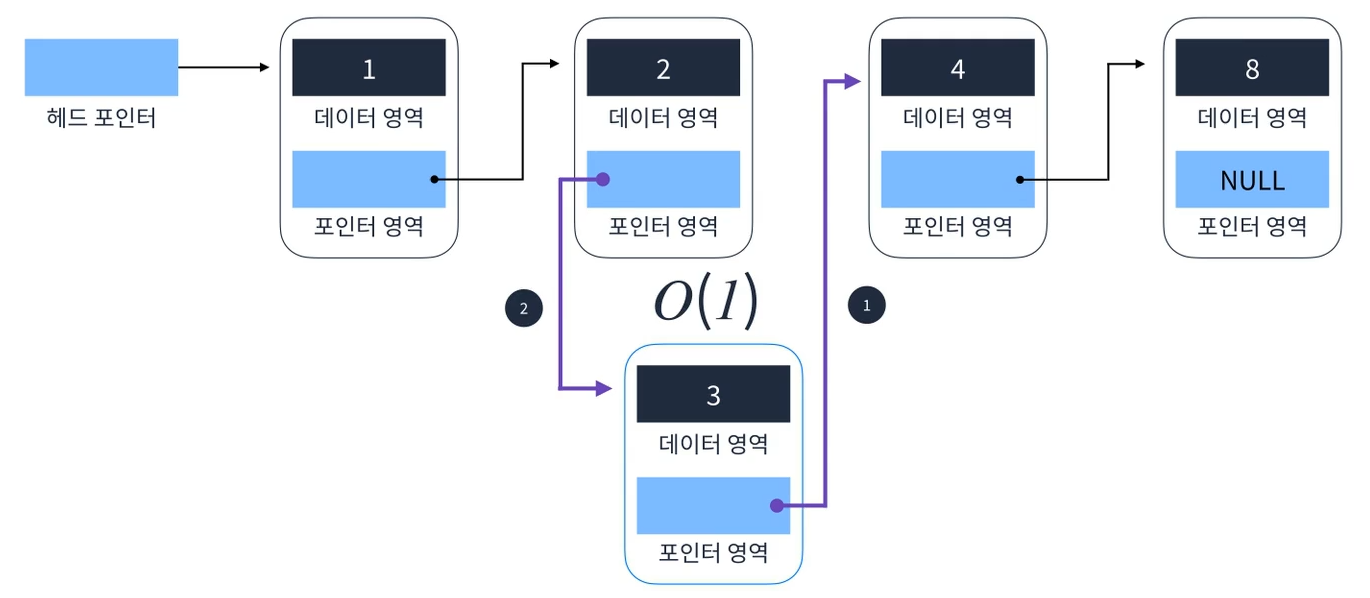 헤드 포인터
1
데이터 영역
포인터 영역
2
데이터 영역
포인터 영역
4
데이터 영역
포인터 영역
8
데이터 영역
NULL
포인터 영역
2
O(1)
1
3
데이터 영역
포인터 영역